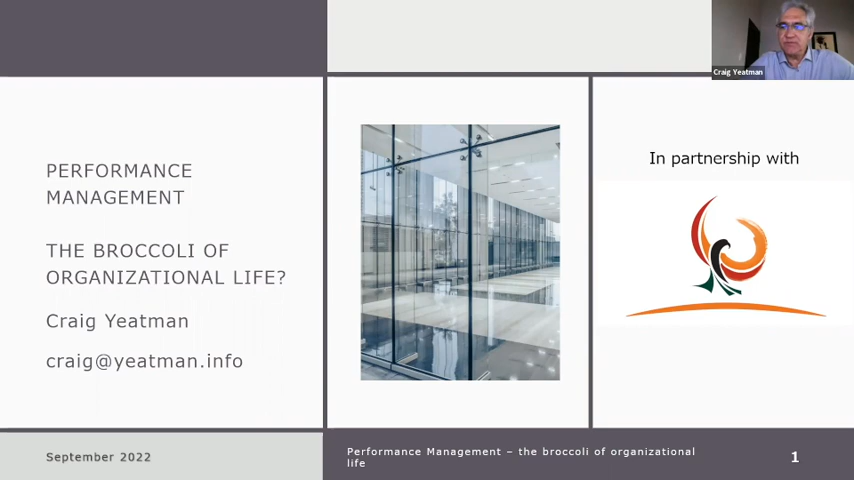 Craig Yeatman
PERFORMANCE
MANAGEMENT
THE BROCCOLI OF
ORGANIZATIONAL LIFE?
Craig Yeatman
craig@yeatman.info
In partnership with
September 2022
Performance Management – the broccoli of organizational
life
1